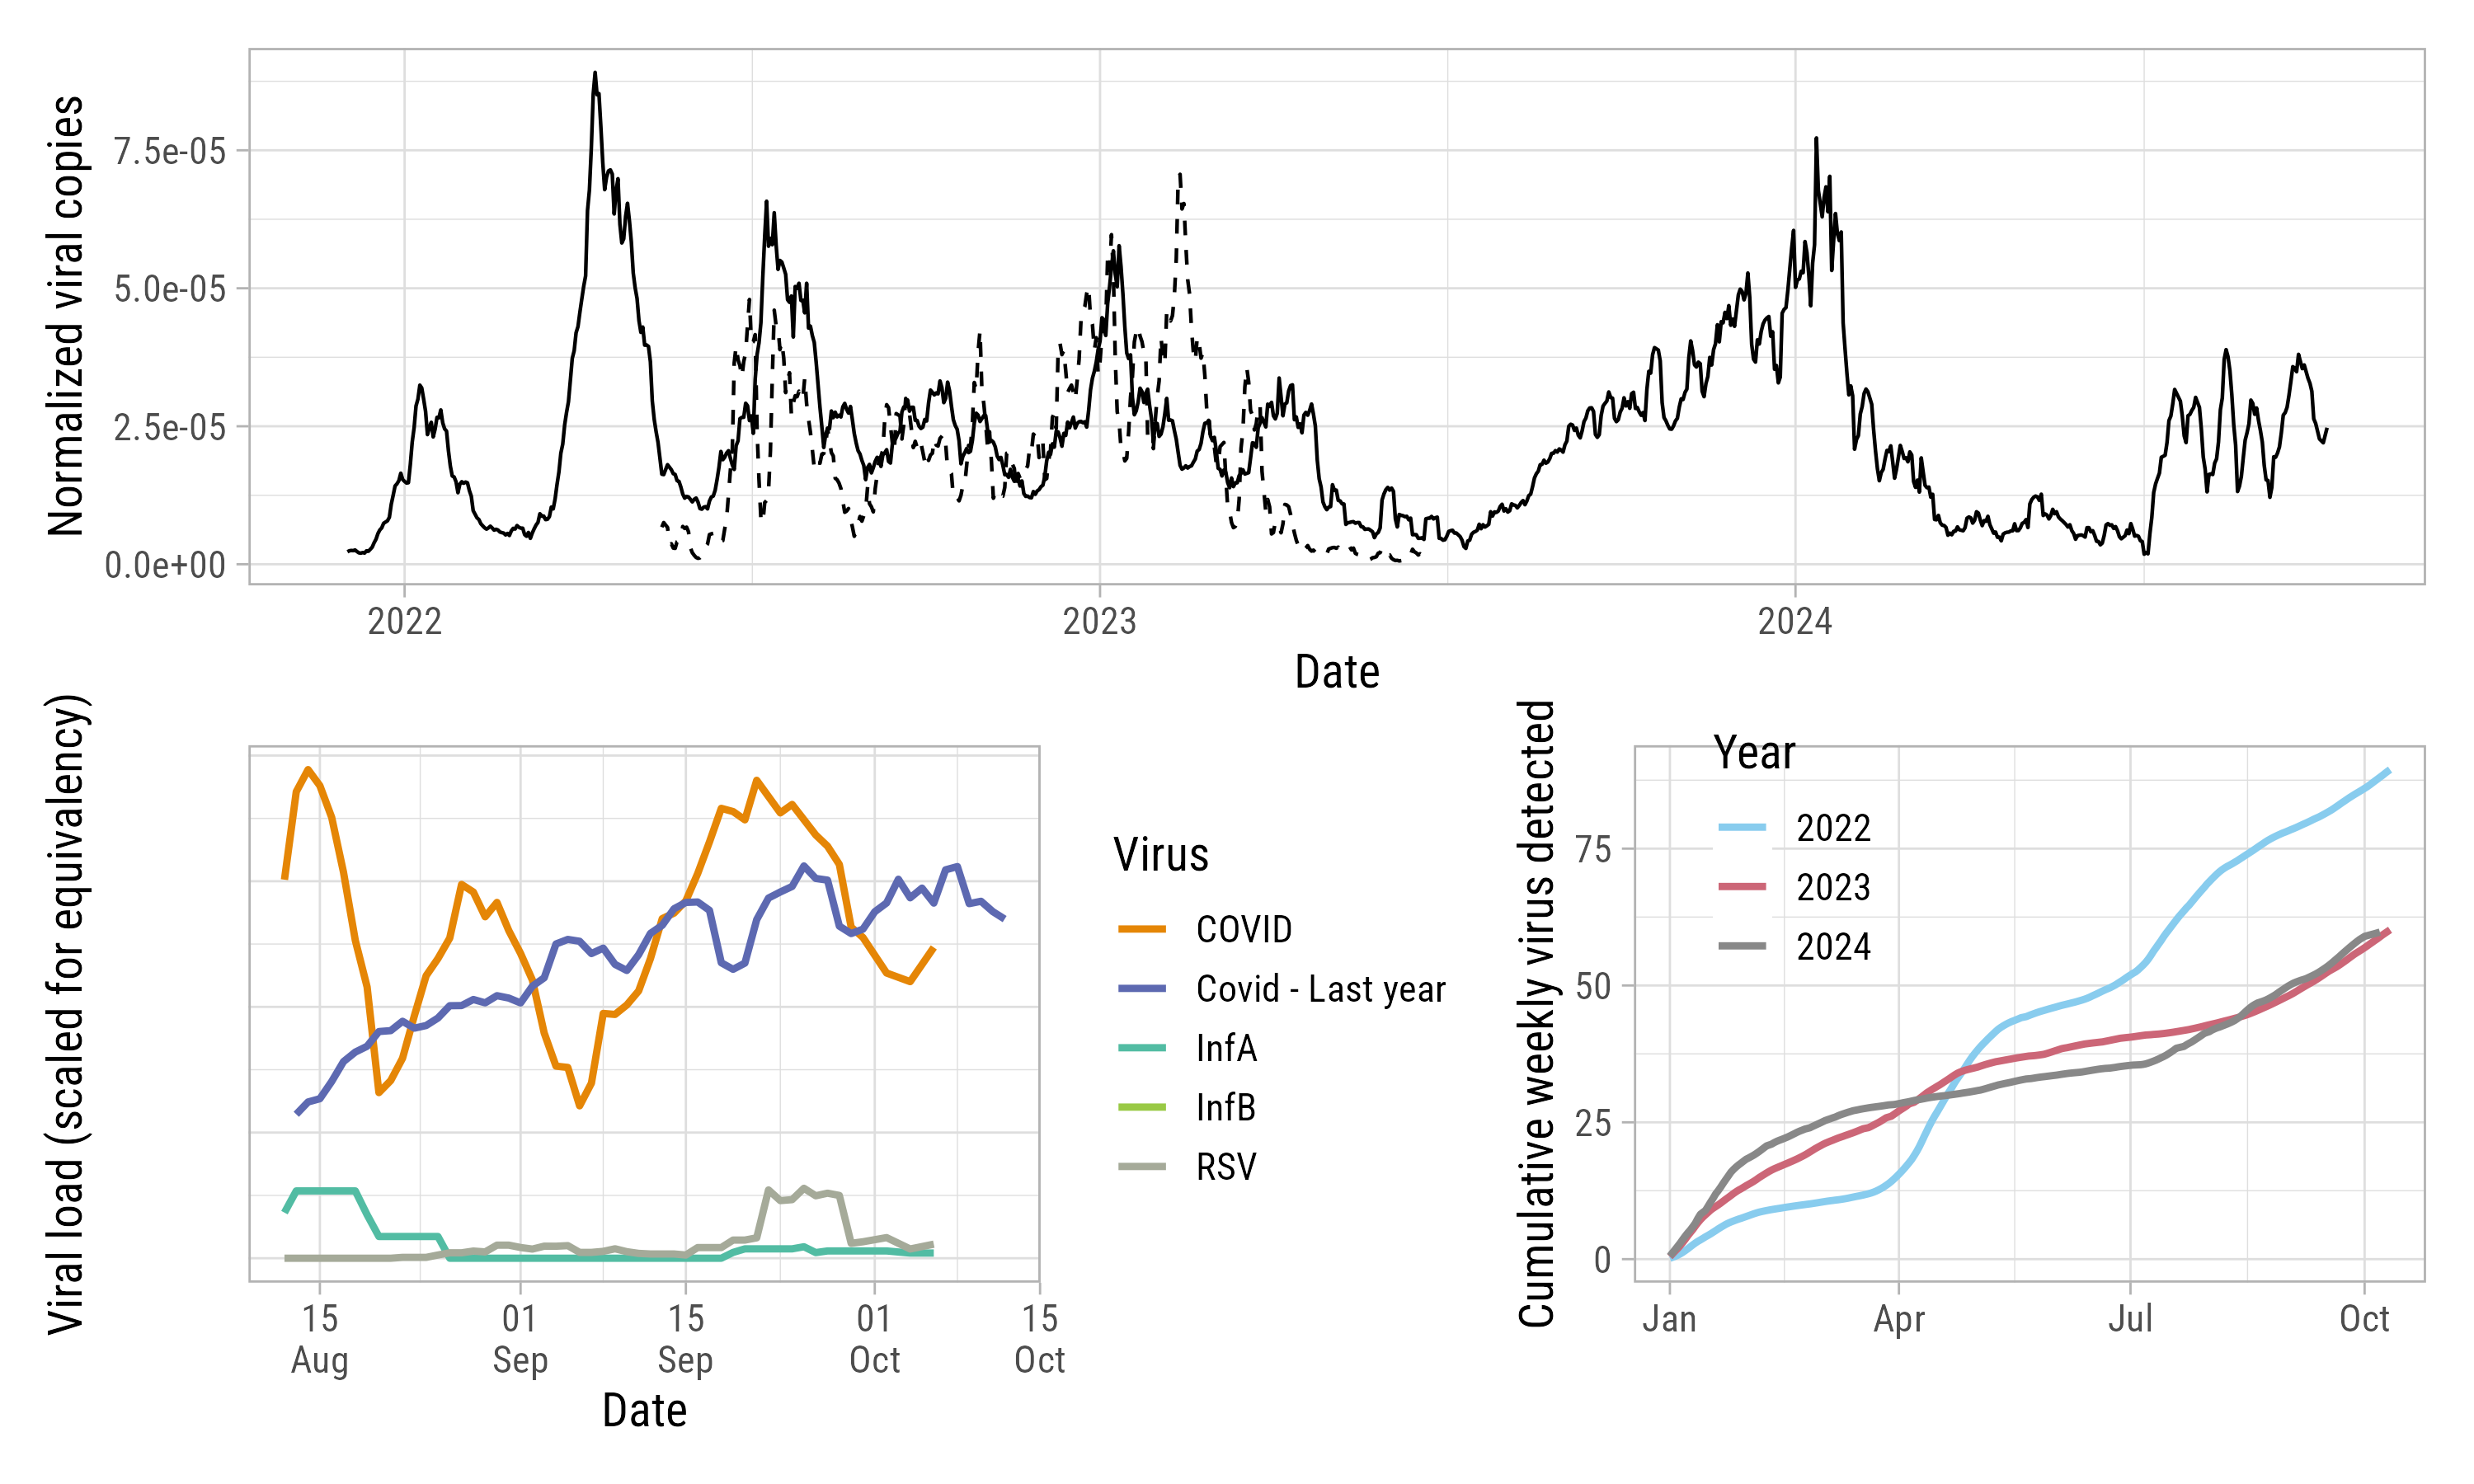 Normalized viral copies
7.5e-05
5.0e-05
2.5e-05
0.0e+00
2022
2023
2024
Date
Viral load (scaled for equivalency)
15
Aug
01
Sep
15
Sep
01
Oct
15
Oct
Date
Virus
COVID
Covid - Last year
InfA
InfB
RSV
Cumulative weekly virus detected
75
50
25
0
Year
2022
2023
2024
Jan
Apr
Jul
Oct